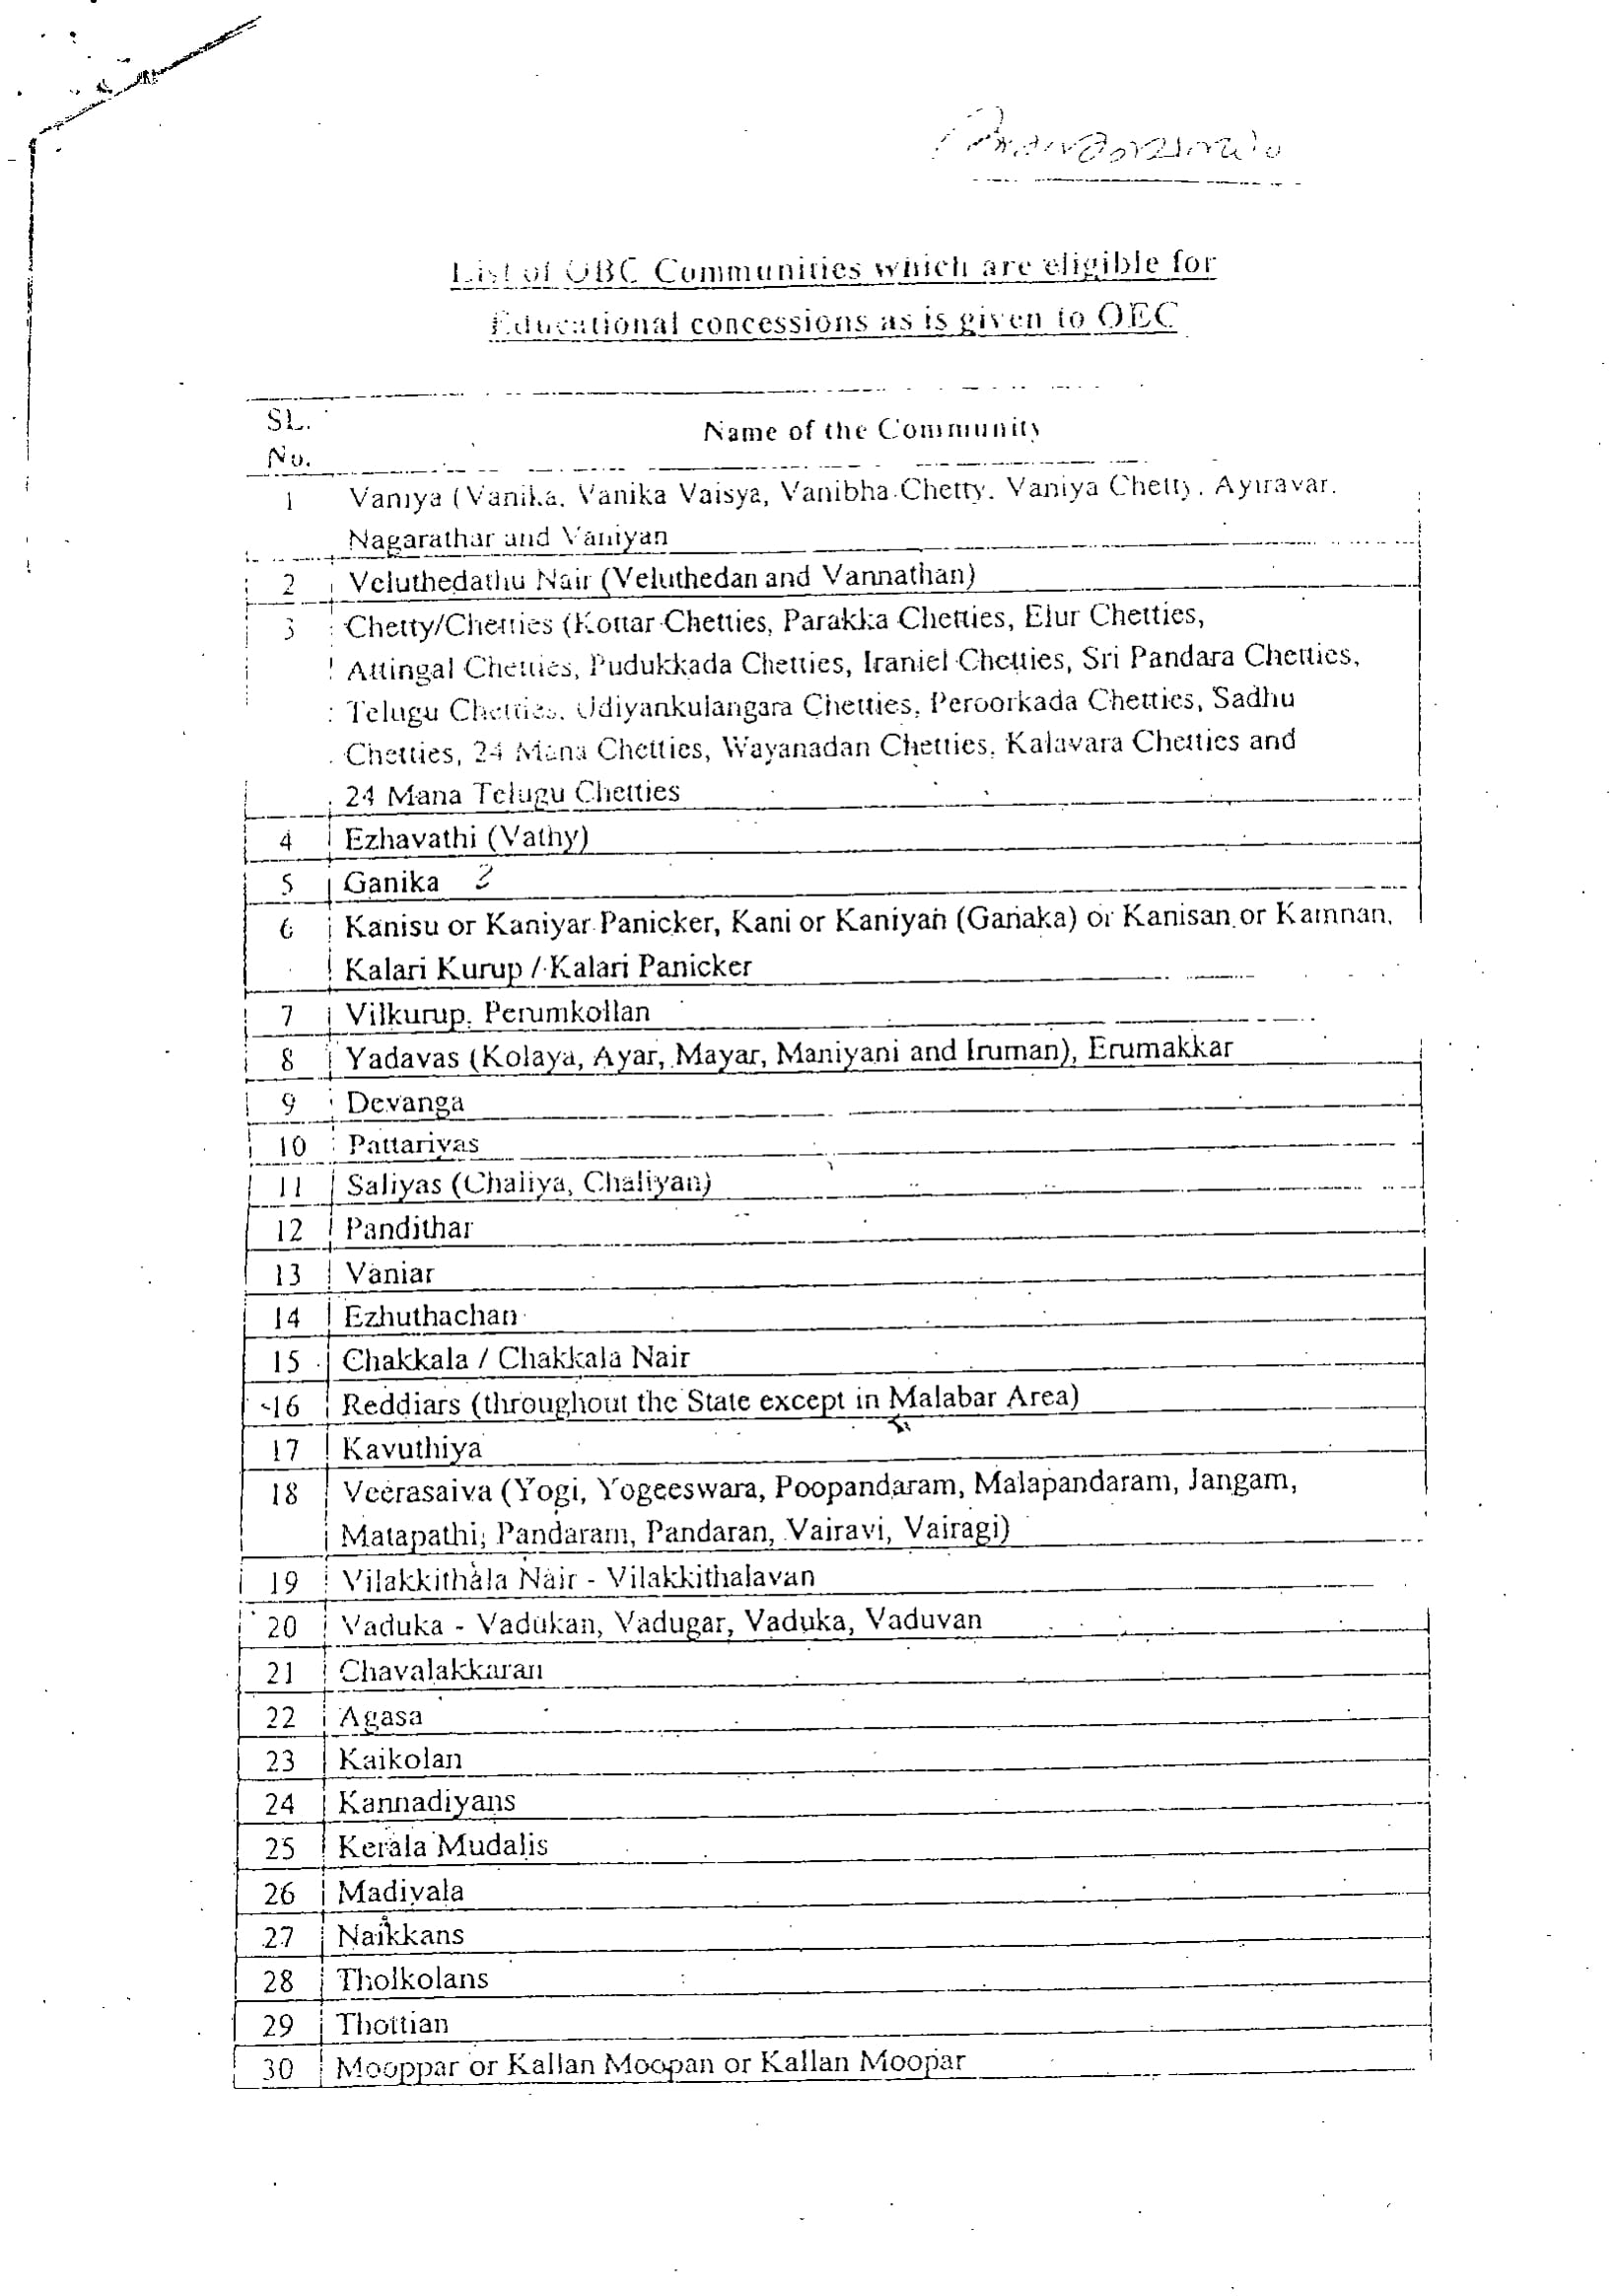 List of OBC Communities which are eligible for
Educational concessions as is given to OEC
SL.
No.
Name of the Community
1 Vaniya (Vanika, Vanika Vaisya, Vanibha Chetty, Vaniya Chetty, Ayiravar,
Nagarathar and Vaniyan
2 Veluthedathu Nair (Veluthedan and Vannathan)
3 Chetty/Chetties (Kottar Chetties, Parakka Chetties, Elur Chetties,
Attingal Chetties, Pudukkada Chetties, Iraniel Chetties, Sri Pandara Chetties,
Telugu Chetties, Udiyankulangara Chetties, Peroorkada Chetties, Sadhu
Chetties, 24 Mana Chetties, Wayanadan Chetties, Kalavara Chetties and
24 Mana Telugu Chetties
4 Ezhavathi (Vathy)
5 Ganika
6 Kanisu or Kaniyar Panicker, Kani or Kaniyan (Ganaka) or Kanisan or Kamnan,
Kalari Kurup / Kalari Panicker
7 Vilkurup, Perumkollan
8 Yadavas (Kolaya, Ayar, Mayar, Maniyani and Iruman), Erumakkar
9 Devanga
10 Pattariyas
11 Saliyas (Chaliya, Chaliyan)
12 Pandithar
13 Vaniar
14 Ezhuthachan
15 Chakkala / Chakkala Nair
16 Reddiars (throughout the State except in Malabar Area)
17 Kavuthiya
18 Veerasaiva (Yogi, Yogeeswara, Poopandaram, Malapandaram, Jangam,
Matapathi, Pandaram, Pandaran, Vairavi, Vairagi)
19 Vilakkithala Nair - Vilakkithalavan
20 Vaduka - Vadukan, Vadugar, Vaduka, Vaduvan
21 Chavalakkaran
22 Agasa
23 Kaikolan
24 Kannadiyans
25 Kerala Mudalis
26 Madivala
27 Naikkans
28 Tholkolans
29 Thottian
30 Mooppar or Kallan Moopan or Kallan Moopar